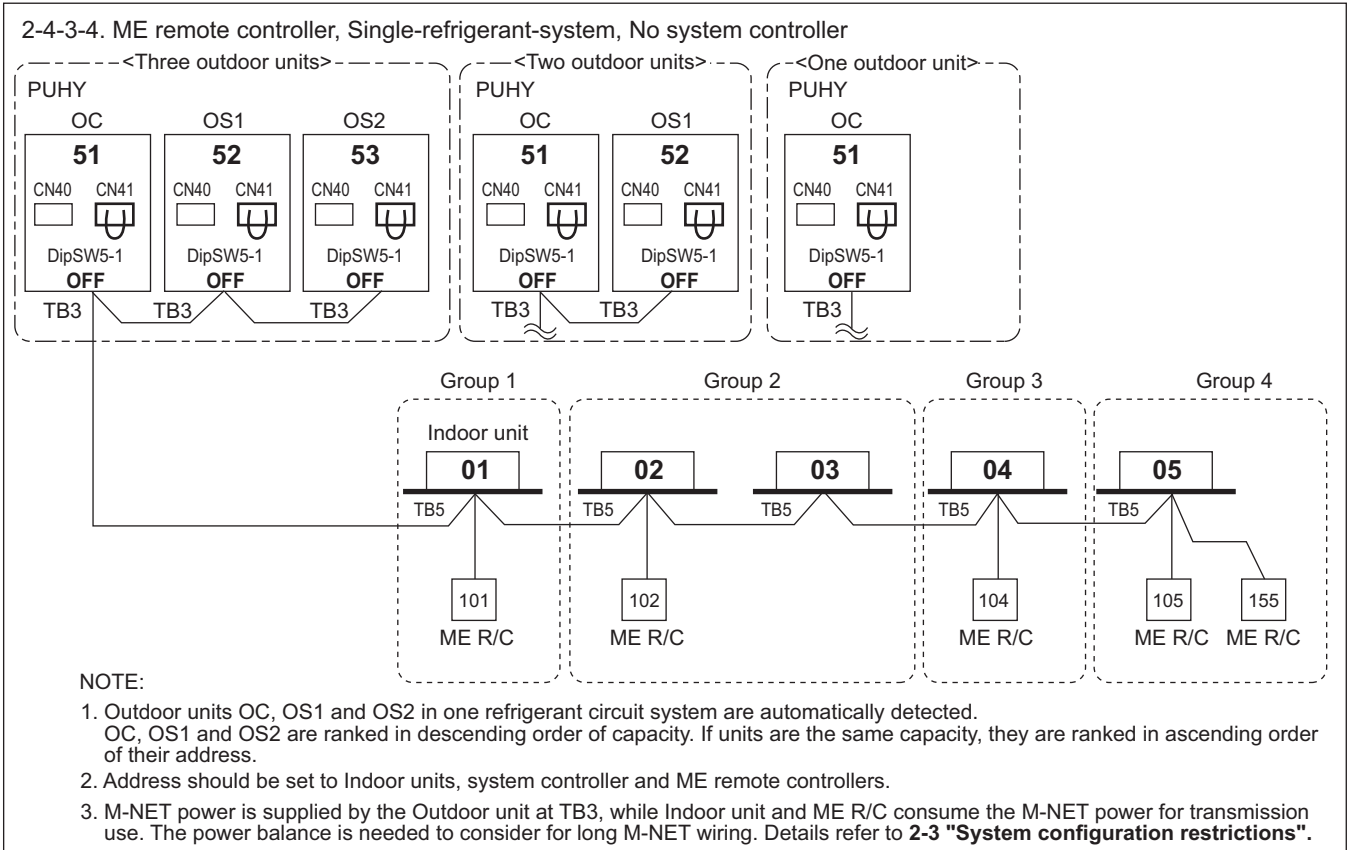 2-4-3-4. ME remote controller, Single-refrigerant-system, No system controller
<Three outdoor units> <Two outdoor units> <One outdoor unit>
PUHY PUHY PUHY
OC OS1 OS2 OC OS1 OC
51 52 53 51 52 51
CN40 CN41 CN40 CN41 CN40 CN41 CN40 CN41 CN40 CN41 CN40 CN41
DipSW5-1 DipSW5-1 DipSW5-1 DipSW5-1 DipSW5-1 DipSW5-1
OFF OFF OFF OFF OFF OFF
TB3 TB3 TB3 TB3 TB3 TB3
Group 1 Group 2 Group 3 Group 4
Indoor unit
01 02 03 04 05
TB5 TB5 TB5 TB5 TB5
101 102 104 105 155
ME R/C ME R/C ME R/C ME R/C ME R/C
NOTE:
1. Outdoor units OC, OS1 and OS2 in one refrigerant circuit system are automatically detected.
OC, OS1 and OS2 are ranked in descending order of capacity. If units are the same capacity, they are ranked in ascending order
of their address.
2. Address should be set to Indoor units, system controller and ME remote controllers.
3. M-NET power is supplied by the Outdoor unit at TB3, while Indoor unit and ME R/C consume the M-NET power for transmission
use. The power balance is needed to consider for long M-NET wiring. Details refer to 2-3 "System configuration restrictions".